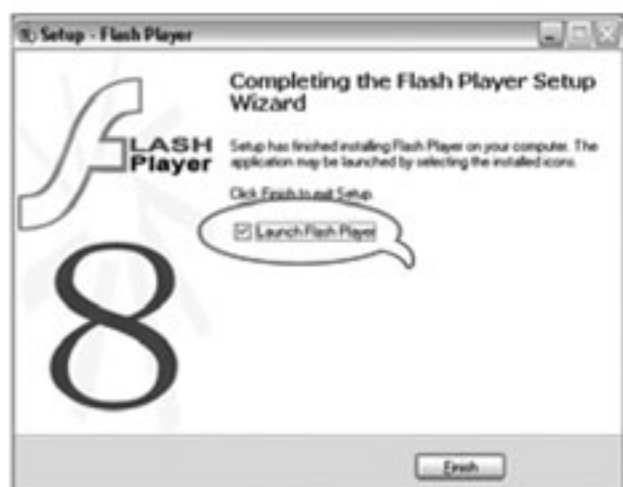 Setup - Flash Player
Completing the Flash Player Setup
Wizard
FLASH
Player
Setup has finished installing Flash Player on your computer. The
application may be launched by selecting the installed icons.
Click Finish to exit Setup.
Launch Flash Player
8
Finish